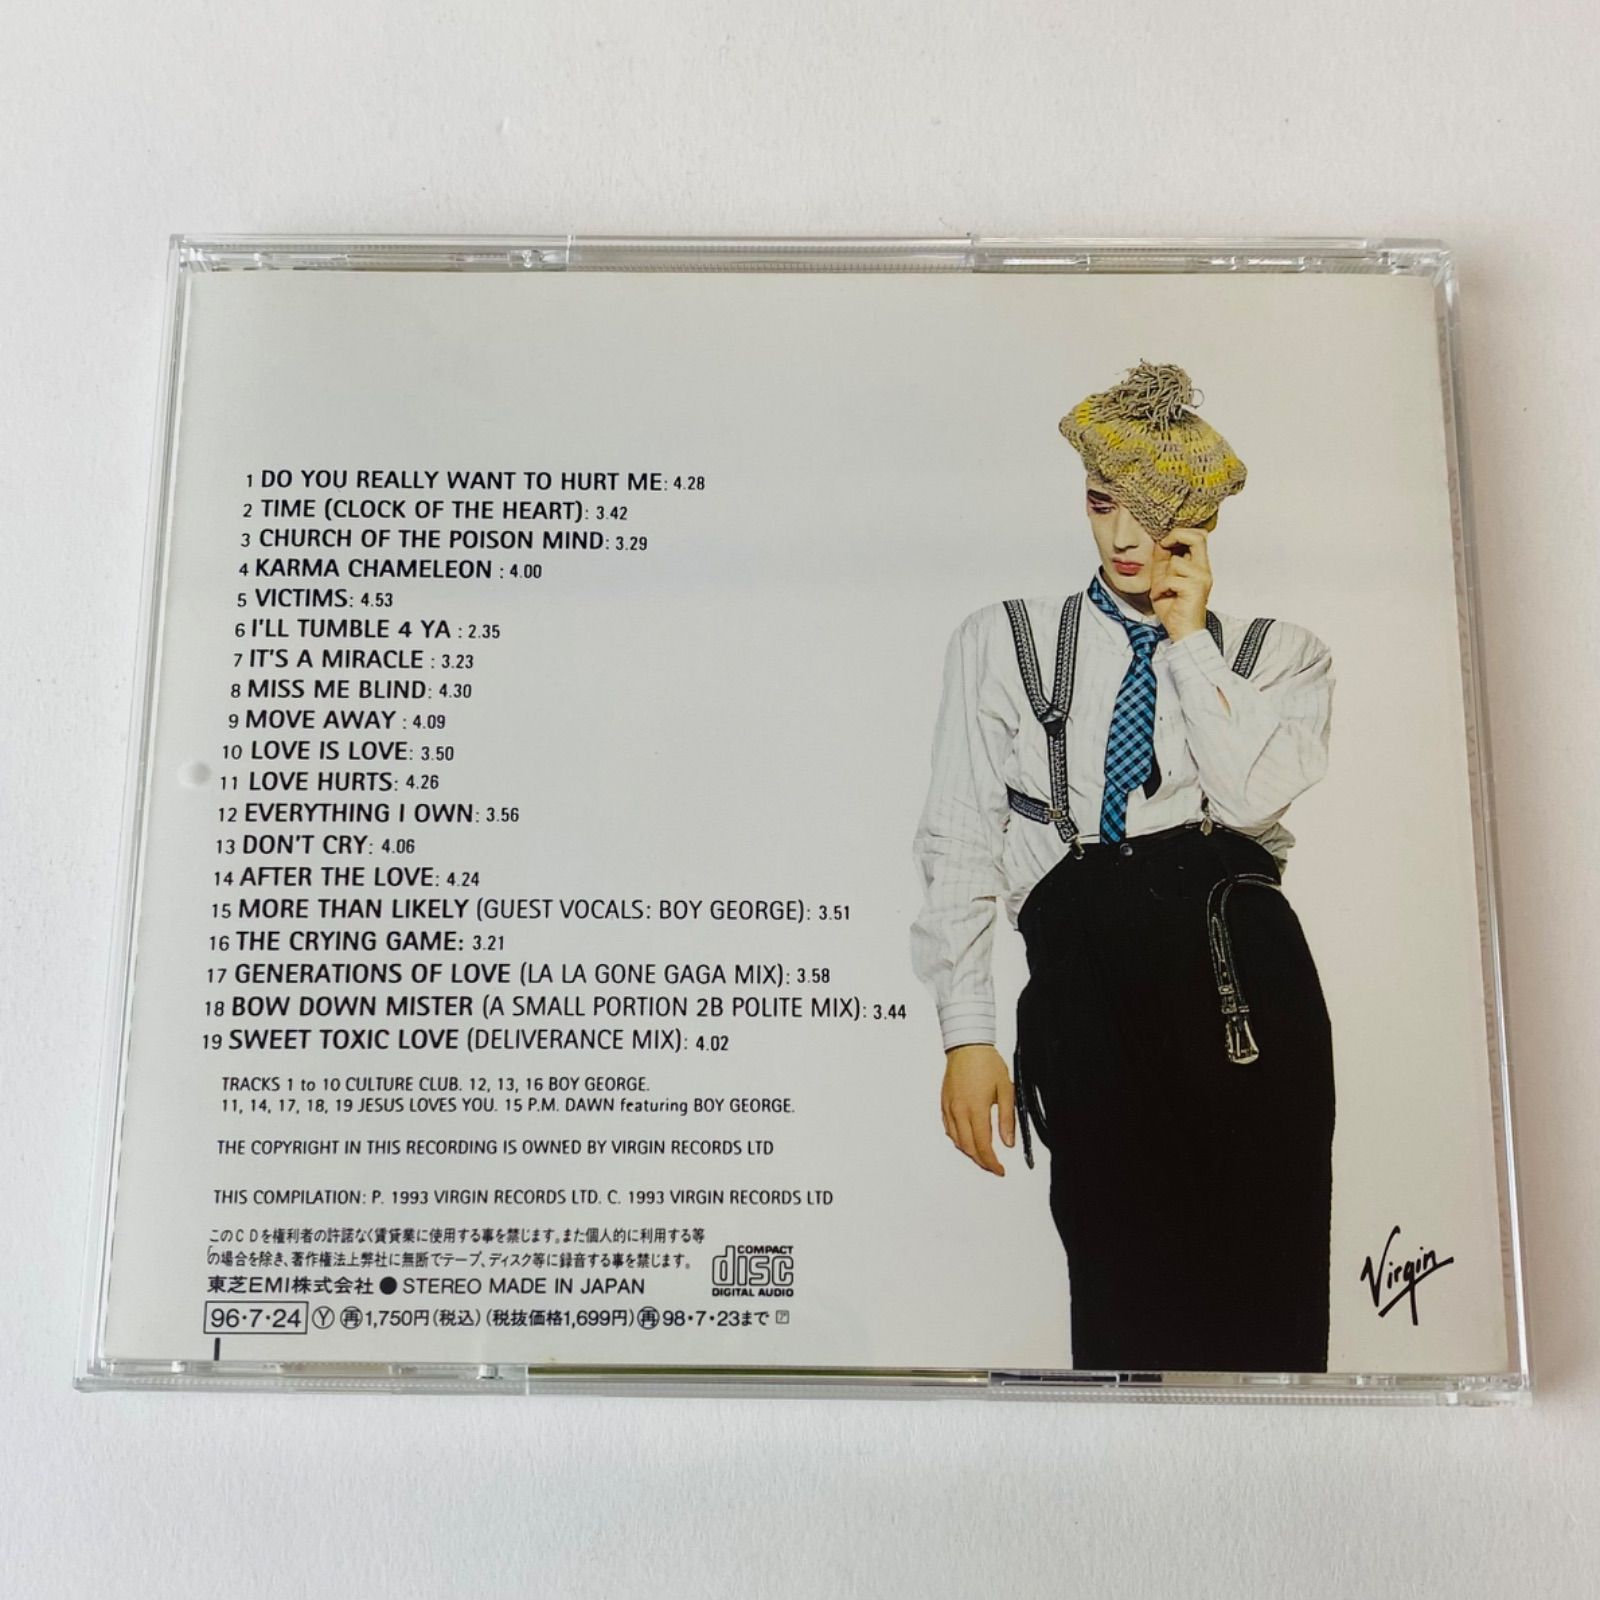 1 DO YOU REALLY WANT TO HURT ME: 4.28
2 TIME (CLOCK OF THE HEART): 3.42
3 CHURCH OF THE POISON MIND: 3.29
4 KARMA CHAMELEON : 4.00
5 VICTIMS: 4.53
6 I'LL TUMBLE 4 YA : 2.35
7 IT'S A MIRACLE : 3.23
8 MISS ME BLIND: 4.30
9 MOVE AWAY : 4.09
10 LOVE IS LOVE: 3.50
11 LOVE HURTS: 4.26
12 EVERYTHING I OWN: 3.56
13 DON'T CRY: 4.06
14 AFTER THE LOVE: 4.24
15 MORE THAN LIKELY (GUEST VOCALS: BOY GEORGE): 3.51
16 THE CRYING GAME: 3.21
17 GENERATIONS OF LOVE (LA LA GONE GAGA MIX): 3.58
18 BOW DOWN MISTER (A SMALL PORTION 2B POLITE MIX): 3.44
19 SWEET TOXIC LOVE (DELIVERANCE MIX): 4.02
TRACKS 1 to 10 CULTURE CLUB. 12, 13, 16 BOY GEORGE.
11, 14, 17, 18, 19 JESUS LOVES YOU. 15 P.M. DAWN featuring BOY GEORGE.
THE COPYRIGHT IN THIS RECORDING IS OWNED BY VIRGIN RECORDS LTD
THIS COMPILATION: P. 1993 VIRGIN RECORDS LTD. C. 1993 VIRGIN RECORDS LTD
このCDを権利者の許諾なく賃貸業に使用する事を禁じます。また個人的に利用する等
の場合を除き、著作権法上弊社に無断でテープ、ディスク等に録音する事を禁じます。
東芝EMI株式会社 ● STEREO MADE IN JAPAN
COMPACT
disc
DIGITAL AUDIO
96・7・24 Ⓨ ㊢1,750円(税込)(税抜価格1,699円)98・7・23まで
Virgin